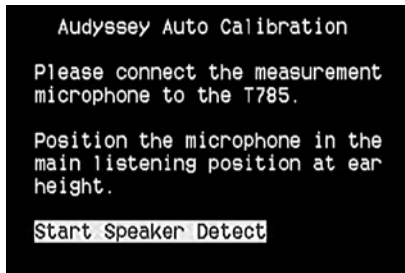 Audyssey Auto Calibration
Please connect the measurement
microphone to the T785.
Position the microphone in the
main listening position at ear
height.
Start Speaker Detect